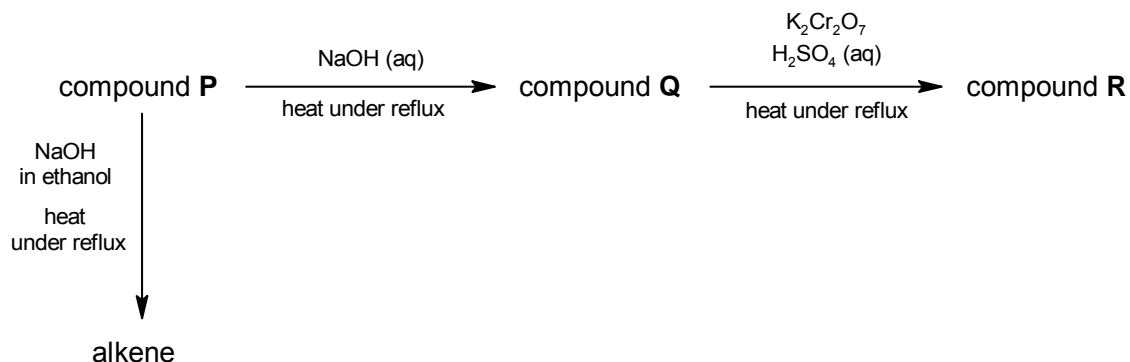 K₂Cr₂O₇
NaOH (aq)
H₂SO₄ (aq)
compound P
compound Q
compound R
heat under reflux
heat under reflux
NaOH
in ethanol
heat
under reflux
alkene